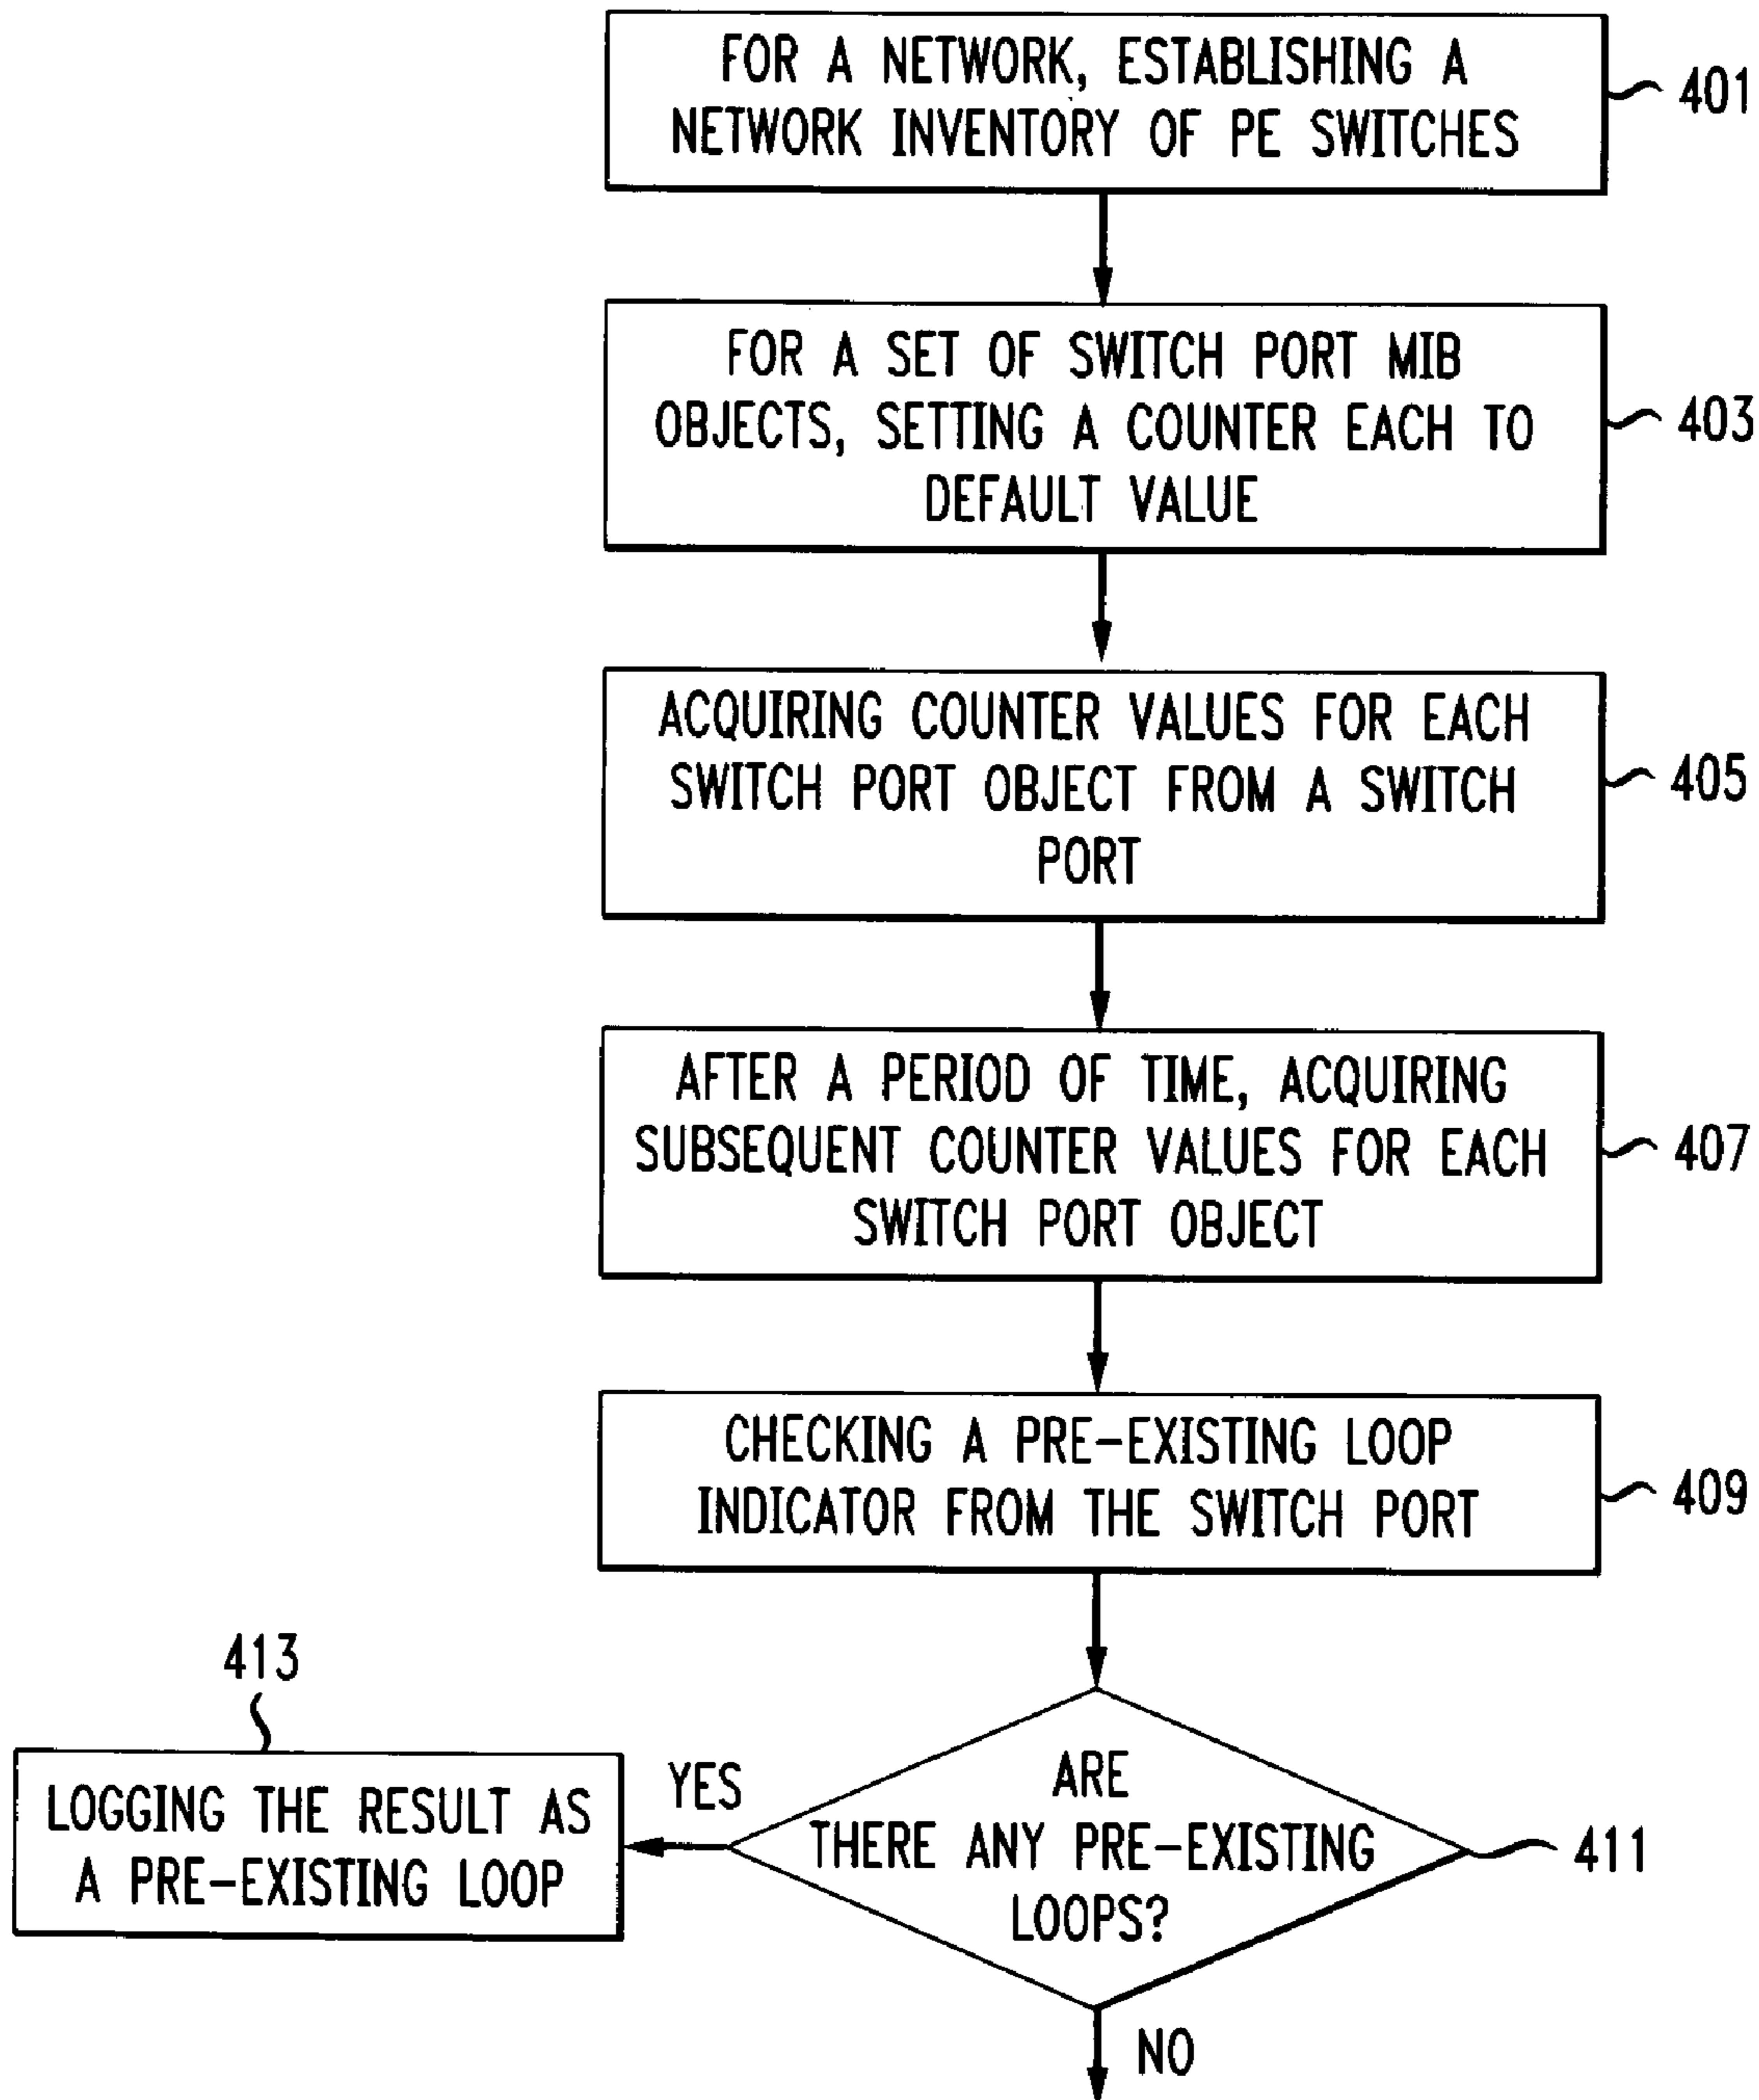 FOR A NETWORK, ESTABLISHING A
NETWORK INVENTORY OF PE SWITCHES
401
FOR A SET OF SWITCH PORT MIB
OBJECTS, SETTING A COUNTER EACH TO
DEFAULT VALUE
403
ACQUIRING COUNTER VALUES FOR EACH
SWITCH PORT OBJECT FROM A SWITCH
PORT
405
AFTER A PERIOD OF TIME, ACQUIRING
SUBSEQUENT COUNTER VALUES FOR EACH
SWITCH PORT OBJECT
407
CHECKING A PRE-EXISTING LOOP
INDICATOR FROM THE SWITCH PORT
409
ARE
THERE ANY PRE-EXISTING
LOOPS?
411
YES
413
LOGGING THE RESULT AS
A PRE-EXISTING LOOP
NO